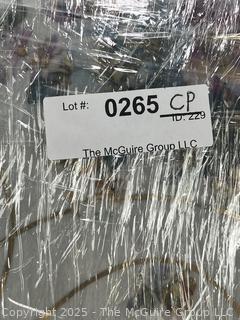 Lot #: 0265 CP
ID: 229
The McGuire Group LLC
Copyright 2025 - The McGuire Group LLC